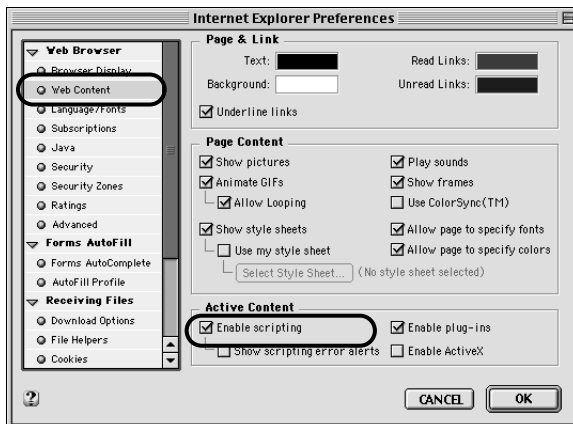 Internet Explorer Preferences
Web Browser
Browser Display
Web Content
Language/Fonts
Subscriptions
Java
Security
Security Zones
Ratings
Advanced
Forms AutoFill
Forms AutoComplete
AutoFill Profile
Receiving Files
Download Options
File Helpers
Cookies
Page & Link
Text: Read Links:
Background: Unread Links:
Underline links
Page Content
Show pictures Play sounds
Animate GIFs Show frames
Allow Looping Use ColorSync(TM)
Show style sheets Allow page to specify fonts
Use my style sheet Allow page to specify colors
Select Style Sheet... (No style sheet selected)
Active Content
Enable scripting Enable plug-ins
Show scripting error alerts Enable ActiveX
? CANCEL OK